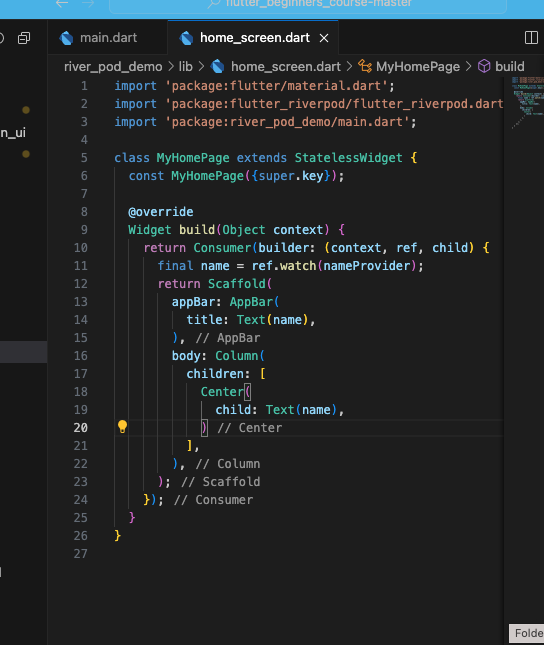 flutter_beginners_course-master
main.dart
home_screen.dart
river_pod_demo > lib > home_screen.dart > MyHomePage > build
n_ui
1 import 'package:flutter/material.dart';
2 import 'package:flutter_riverpod/flutter_riverpod.dart
3 import 'package:river_pod_demo/main.dart';
4
5 class MyHomePage extends StatelessWidget {
6 const MyHomePage({super.key});
7
8 @override
9 Widget build(Object context) {
10 return Consumer(builder: (context, ref, child) {
11 final name = ref.watch(nameProvider);
12 return Scaffold(
13 appBar: AppBar(
14 title: Text(name),
15 ), // AppBar
16 body: Column(
17 children: [
18 Center(
19 child: Text(name),
20 ) // Center
21 ],
22 ), // Column
23 ); // Scaffold
24 }); // Consumer
25 }
26 }
27
Folde